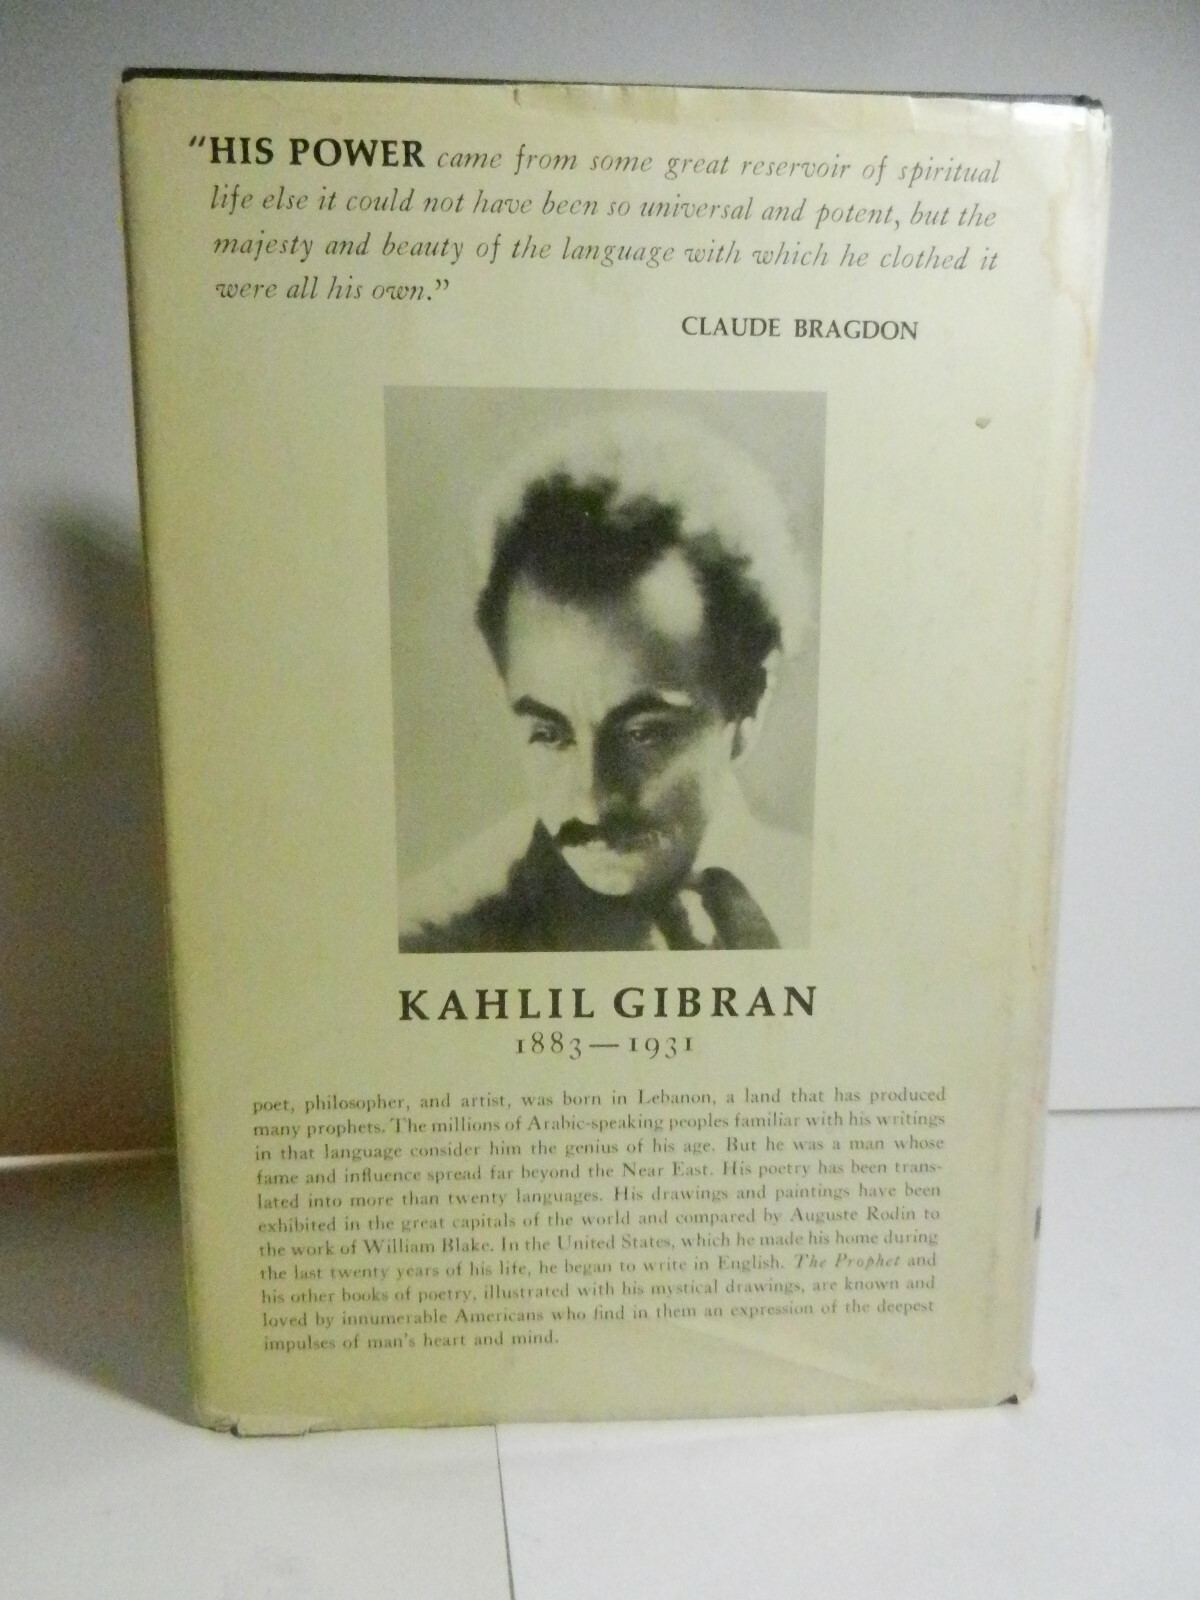 “HIS POWER came from some great reservoir of spiritual
life else it could not have been so universal and potent, but the
majesty and beauty of the language with which he clothed it
were all his own.”
CLAUDE BRAGDON
KAHLIL GIBRAN
1883—1931
poet, philosopher, and artist, was born in Lebanon, a land that has produced
many prophets. The millions of Arabic-speaking peoples familiar with his writings
in that language consider him the genius of his age. But he was a man whose
fame and influence spread far beyond the Near East. His poetry has been trans-
lated into more than twenty languages. His drawings and paintings have been
exhibited in the great capitals of the world and compared by Auguste Rodin to
the work of William Blake. In the United States, which he made his home during
the last twenty years of his life, he began to write in English. The Prophet and
his other books of poetry, illustrated with his mystical drawings, are known and
loved by innumerable Americans who find in them an expression of the deepest
impulses of man's heart and mind.